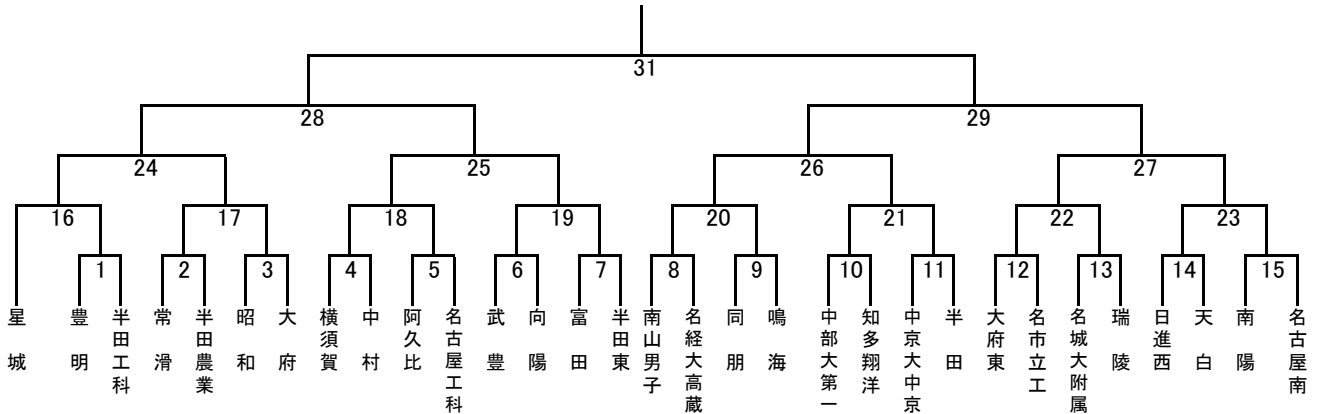 31
28
29
24
25
26
27
16
17
18
19
20
21
22
23
1
2
3
4
5
6
7
8
9
10
11
12
13
14
15
星城
豊明
半田工科
常滑
半田農業
昭和
大府
横須賀
中村
阿久比
名古屋工科
武豊
向陽
富田
半田東
南山男子
名経大高蔵
同朋
鳴海
中部大第一
知多翔洋
中京大中京
半田
大府東
名市立工
名城大附属
瑞陵
日進西
天白
南陽
名古屋南